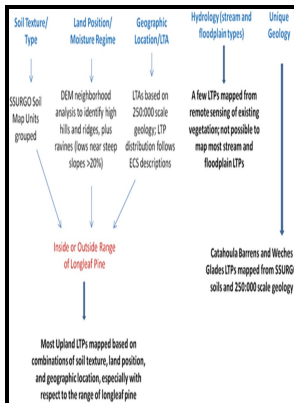 Soil Texture/
Type
Land Position/
Moisture Regime
Geographic
Location/LTA
Hydrology (stream and
floodplain types)
Unique
Geology
SSURGO Soil
Map Units
grouped
DEM neighborhood
analysis to identify high
hills and ridges, plus
ravines (lows near steep
slopes >20%)
LTAs based on
250:000 scale
geology; LTP
distribution follows
ECS descriptions
A few LTPs mapped from
remote sensing of existing
vegetation; not possible to
map most stream and
floodplain LTPs
Inside or Outside Range
of Longleaf Pine
Catahoula Barrens and Weches
Glades LTPs mapped from SSURGO
soils and 250:000 scale geology
Most Upland LTPs mapped based on
combinations of soil texture, land position,
and geographic location, especially with
respect to the range of longleaf pine